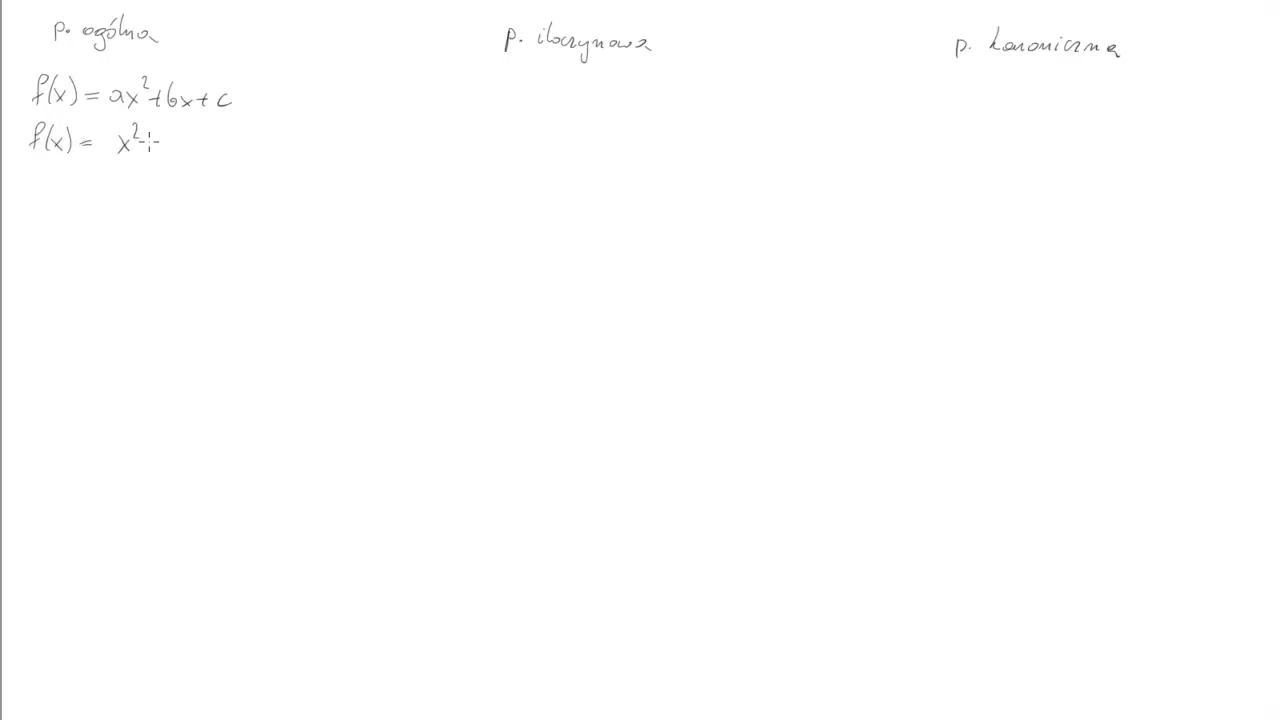 p. ogólna
p. iloczynowa
p. kanoniczna
f(x) = ax²+bx+c
f(x) = x²+